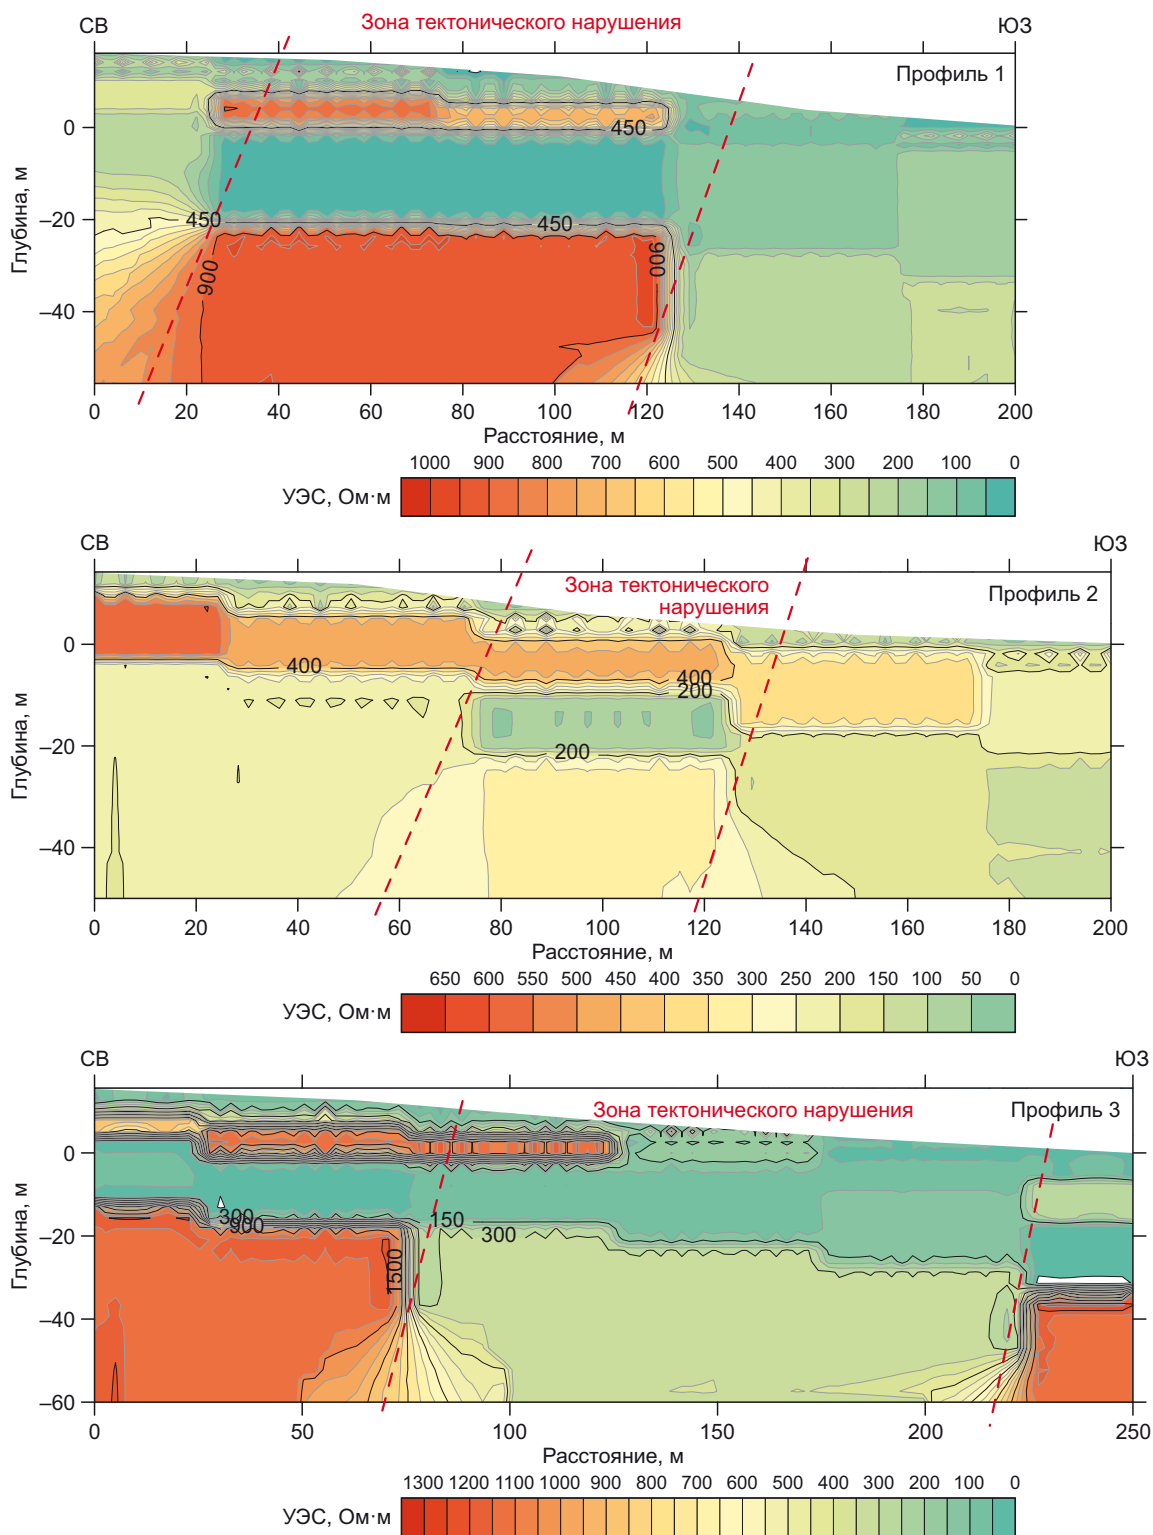 СВ
Зона тектонического нарушения
ЮЗ
Профиль 1
Глубина, м
0
–20
–40
450
450
450
900
900
0 20 40 60 80 100 120 140 160 180 200
Расстояние, м
1000 900 800 700 600 500 400 300 200 100 0
УЭС, Ом·м
СВ
ЮЗ
Зона тектонического
нарушения
Профиль 2
Глубина, м
0
–20
–40
400
400
200
200
0 20 40 60 80 100 120 140 160 180 200
Расстояние, м
650 600 550 500 450 400 350 300 250 200 150 100 50 0
УЭС, Ом·м
СВ
ЮЗ
Зона тектонического нарушения
Профиль 3
Глубина, м
0
–20
–40
–60
300
900
150
300
1500
0 50 100 150 200 250
Расстояние, м
1300 1200 1100 1000 900 800 700 600 500 400 300 200 100 0
УЭС, Ом·м